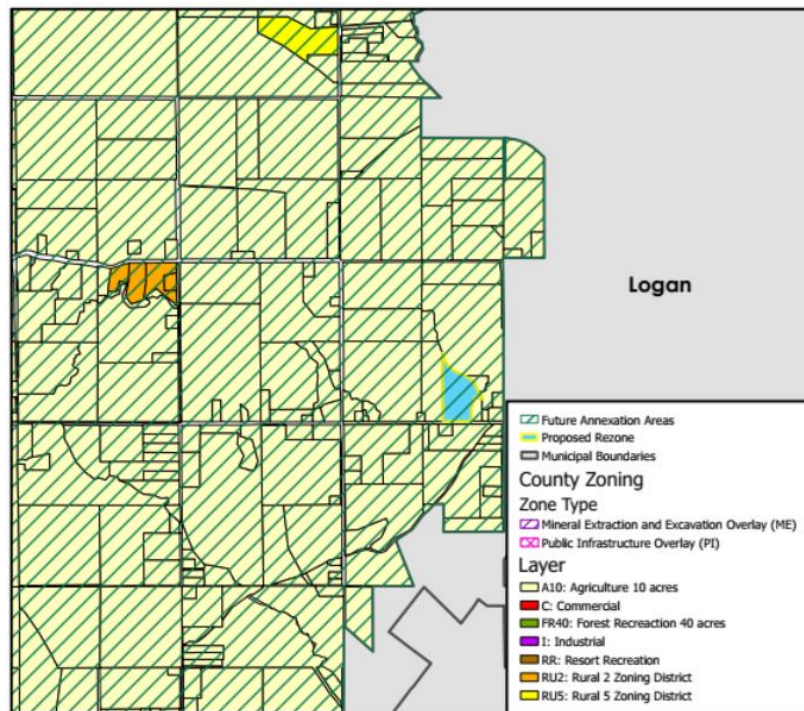 Logan
Future Annexation Areas
Proposed Rezone
Municipal Boundaries
County Zoning
Zone Type
Mineral Extraction and Excavation Overlay (ME)
Public Infrastructure Overlay (PI)
Layer
A10: Agriculture 10 acres
C: Commercial
FR40: Forest Recreaction 40 acres
I: Industrial
RR: Resort Recreation
RU2: Rural 2 Zoning District
RU5: Rural 5 Zoning District